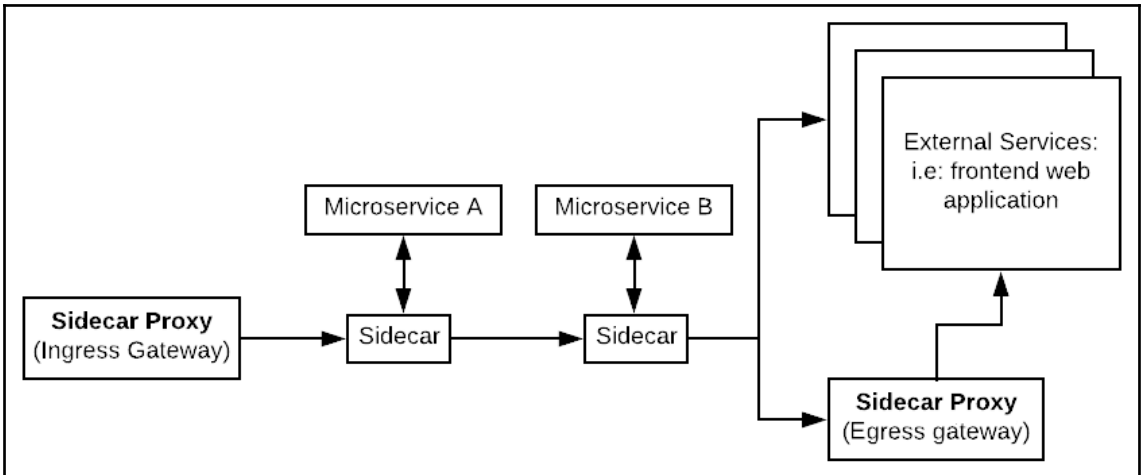 External Services:
i.e: frontend web
application
Microservice A
Microservice B
Sidecar Proxy
(Ingress Gateway)
Sidecar
Sidecar
Sidecar Proxy
(Egress gateway)